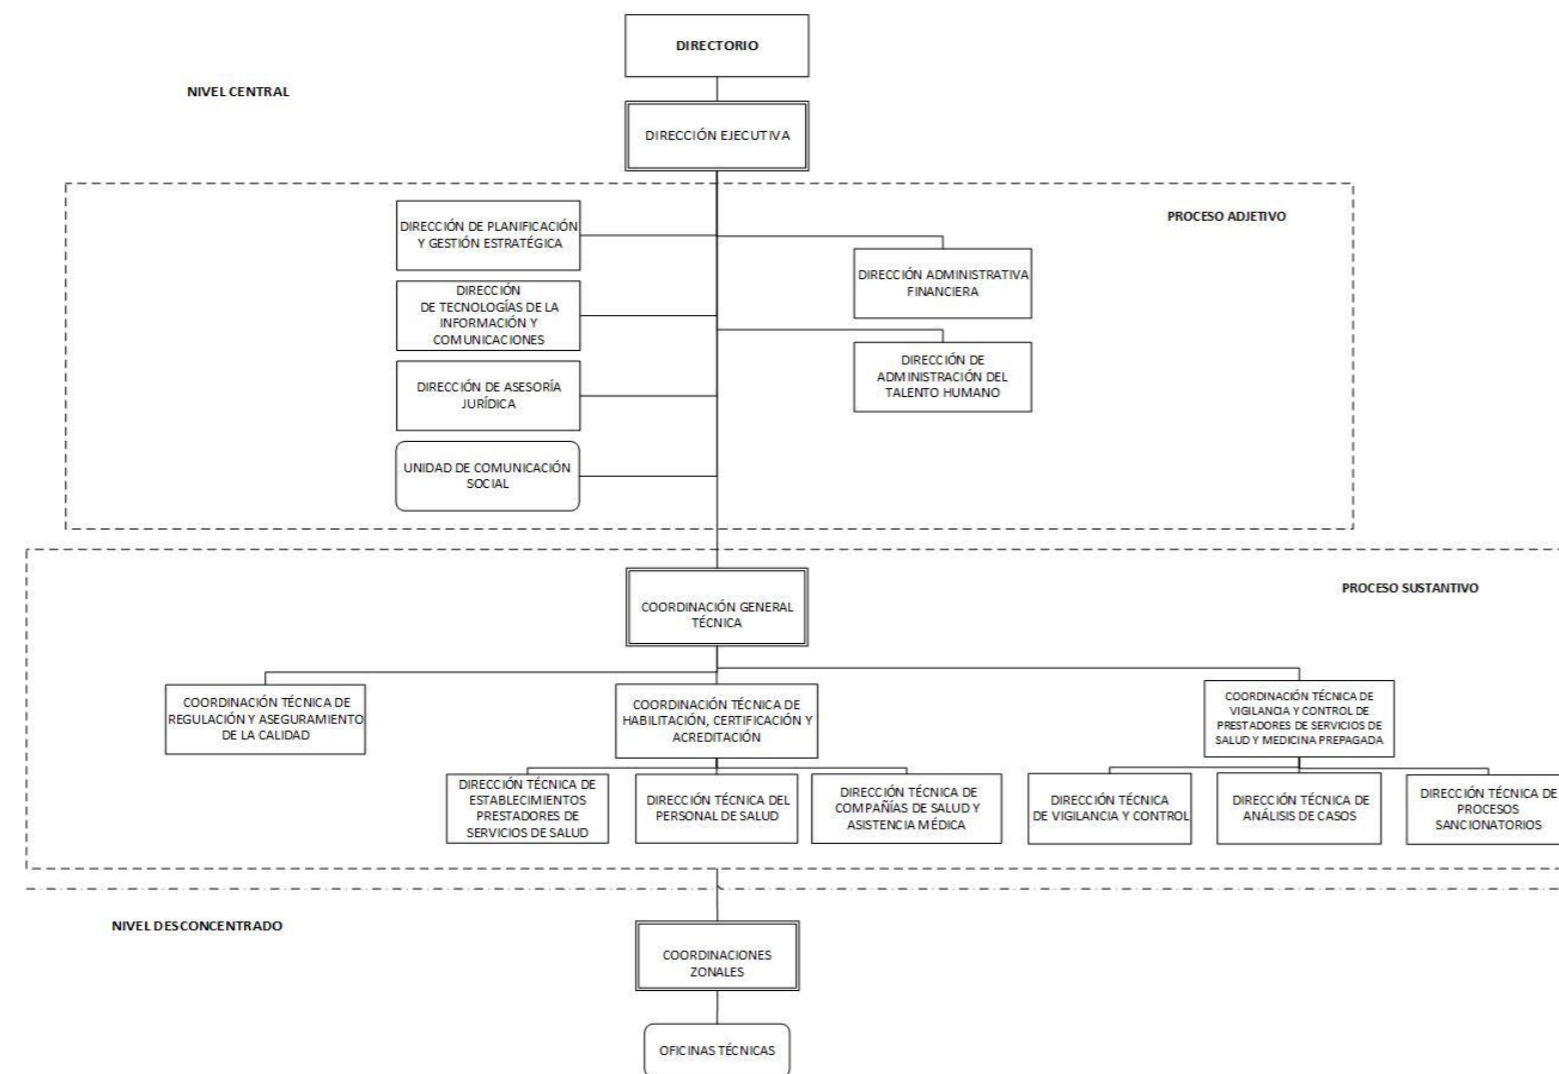 DIRECTORIO
NIVEL CENTRAL
DIRECCIÓN EJECUTIVA
PROCESO ADJETIVO
DIRECCIÓN DE PLANIFICACIÓN
Y GESTIÓN ESTRATÉGICA
DIRECCIÓN ADMINISTRATIVA
FINANCIERA
DIRECCIÓN
DE TECNOLOGÍAS DE LA
INFORMACIÓN Y
COMUNICACIONES
DIRECCIÓN DE
ADMINISTRACIÓN DEL
TALENTO HUMANO
DIRECCIÓN DE ASESORÍA
JURÍDICA
UNIDAD DE COMUNICACIÓN
SOCIAL
PROCESO SUSTANTIVO
COORDINACIÓN GENERAL
TÉCNICA
COORDINACIÓN TÉCNICA DE
REGULACIÓN Y ASEGURAMIENTO
DE LA CALIDAD
COORDINACIÓN TÉCNICA DE
HABILITACIÓN, CERTIFICACIÓN Y
ACREDITACIÓN
COORDINACIÓN TÉCNICA DE
VIGILANCIA Y CONTROL DE
PRESTADORES DE SERVICIOS DE
SALUD Y MEDICINA PREPAGADA
DIRECCIÓN TÉCNICA DE
ESTABLECIMIENTOS
PRESTADORES DE
SERVICIOS DE SALUD
DIRECCIÓN TÉCNICA DEL
PERSONAL DE SALUD
DIRECCIÓN TÉCNICA DE
COMPAÑÍAS DE SALUD Y
ASISTENCIA MÉDICA
DIRECCIÓN TÉCNICA
DE VIGILANCIA Y CONTROL
DIRECCIÓN TÉCNICA DE
ANÁLISIS DE CASOS
DIRECCIÓN TÉCNICA DE
PROCESOS
SANCIONATORIOS
NIVEL DESCONCENTRADO
COORDINACIONES
ZONALES
OFICINAS TÉCNICAS